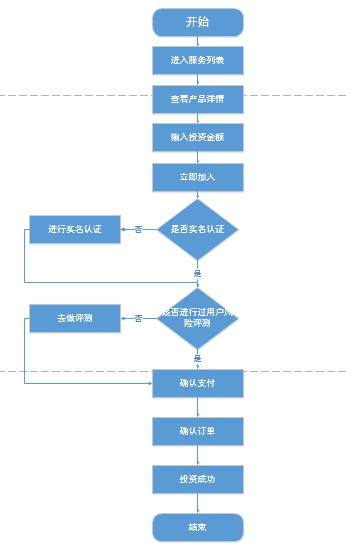 开始
进入服务列表
查看产品详情
输入投资金额
立即加入
进行实名认证
否
是否实名认证
是
去做评测
否
是否进行过用户风
险评测
是
确认支付
确认订单
投资成功
结束